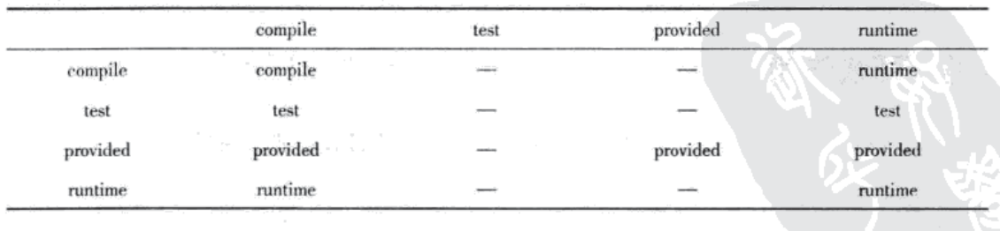 compile test provided runtime
compile compile — — runtime
test test — — test
provided provided — provided provided
runtime runtime — — runtime